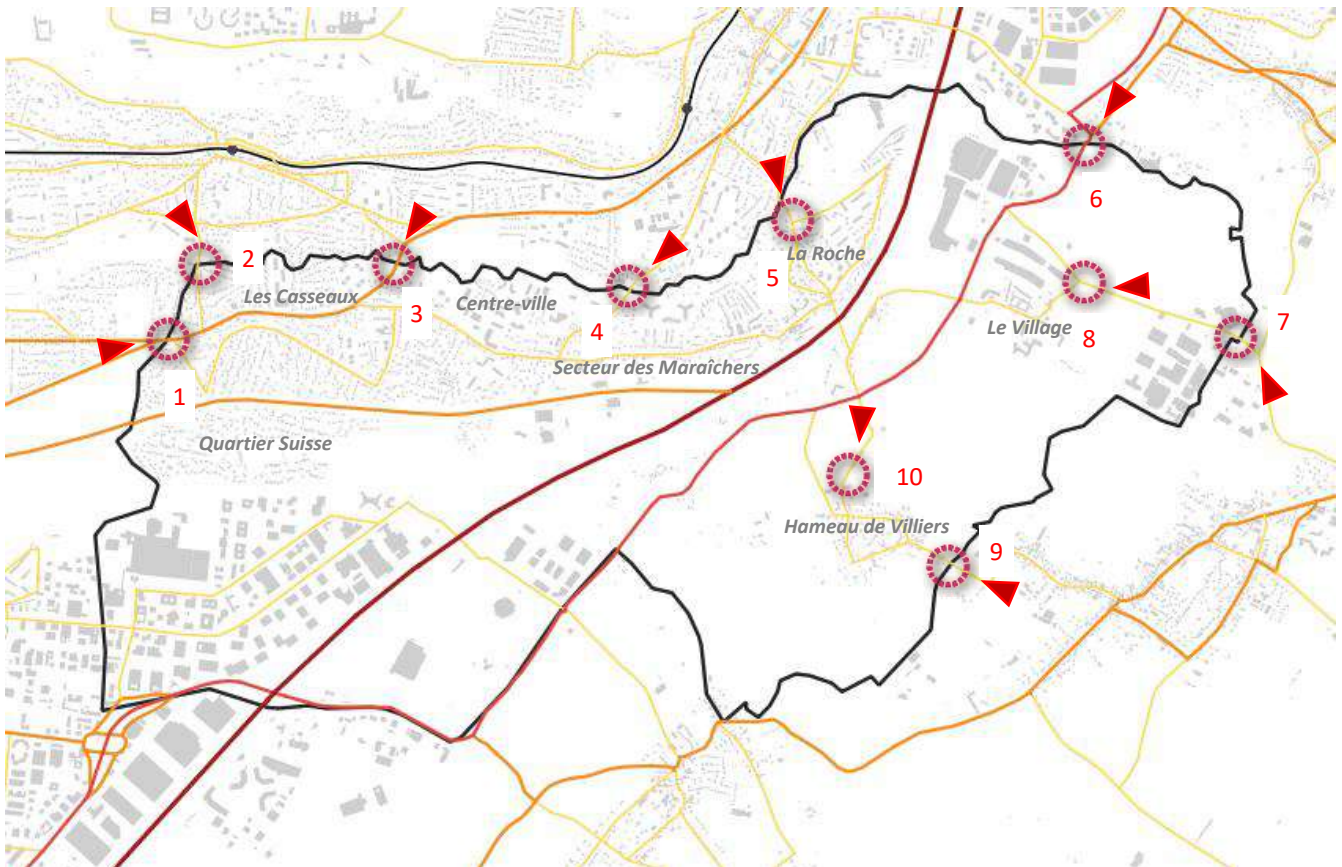 6
2
La Roche
5
Les Casseaux
Centre-ville
3
4
Le Village
7
8
Secteur des Maraîchers
1
Quartier Suisse
10
Hameau de Villiers
9